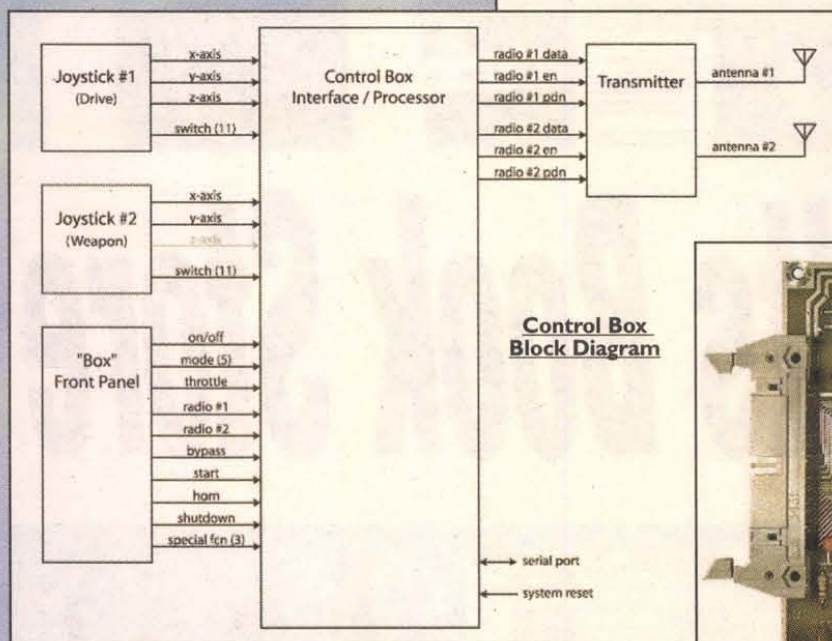 Joystick #1
(Drive)
x-axis
y-axis
z-axis
switch (11)
Joystick #2
(Weapon)
x-axis
y-axis
z-axis
switch (11)
"Box"
Front Panel
on/off
mode (5)
throttle
radio #1
radio #2
bypass
start
horn
shutdown
special fcn (3)
Control Box
Interface / Processor
radio #1 data
radio #1 en
radio #1 pdn
radio #2 data
radio #2 en
radio #2 pdn
Transmitter
antenna #1
antenna #2
serial port
system reset
Control Box
Block Diagram